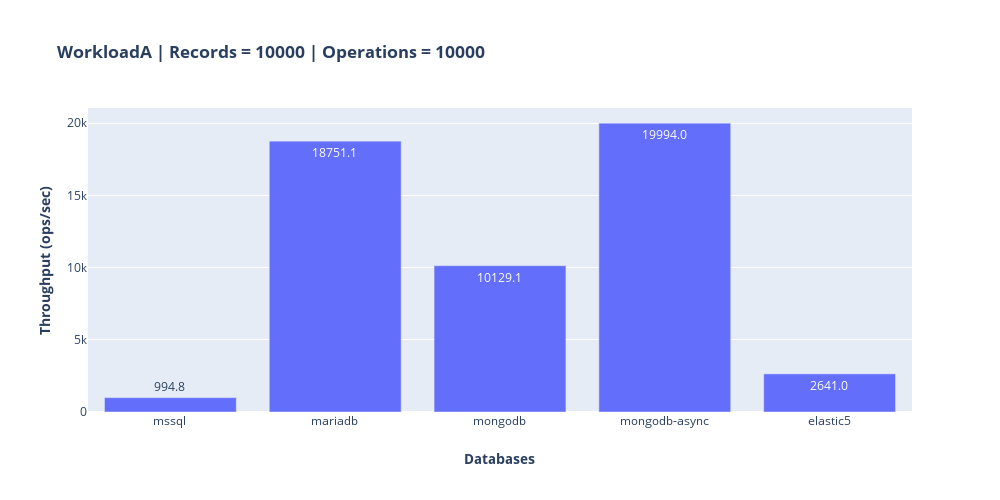 WorkloadA | Records = 10000 | Operations = 10000
Throughput (ops/sec)
20k
15k
10k
5k
0
994.8
18751.1
10129.1
19994.0
2641.0
mssql
mariadb
mongodb
mongodb-async
elastic5
Databases